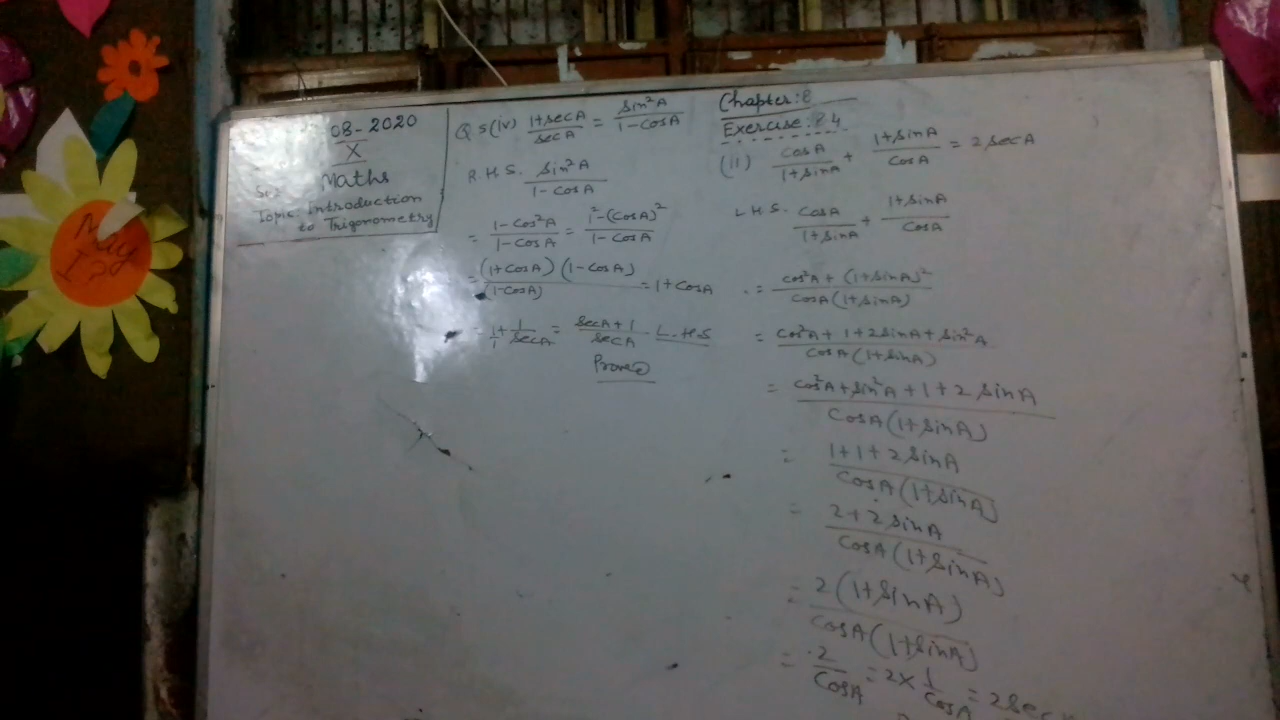 08-2020
X
Maths
Topic: Introduction
to Trigonometry
Q 5(iv) (1+secA)/secA = sin²A/(1-cosA)
R.H.S. sin²A/(1-cosA)
= (1-cos²A)/(1-cosA) = (1²-(cosA)²)/(1-cosA)
= (1+cosA)(1-cosA)/(1-cosA) = 1+cosA
= 1/1 + 1/secA = (secA+1)/secA L.H.S
Proved
Chapter: 8
Exercise: 8.4
(ii) cosA/(1+sinA) + (1+sinA)/cosA = 2 secA
L.H.S. cosA/(1+sinA) + (1+sinA)/cosA
= (cos²A + (1+sinA)²)/(cosA(1+sinA))
= (cos²A + 1+2sinA + sin²A)/(cosA(1+sinA))
= (cos²A + sin²A + 1 + 2 sinA)/(cosA(1+sinA))
= (1+1+2sinA)/(cosA(1+sinA))
= (2+2sinA)/(cosA(1+sinA))
= 2(1+sinA)/(cosA(1+sinA))
= 2/cosA = 2× 1/cosA = 2sec